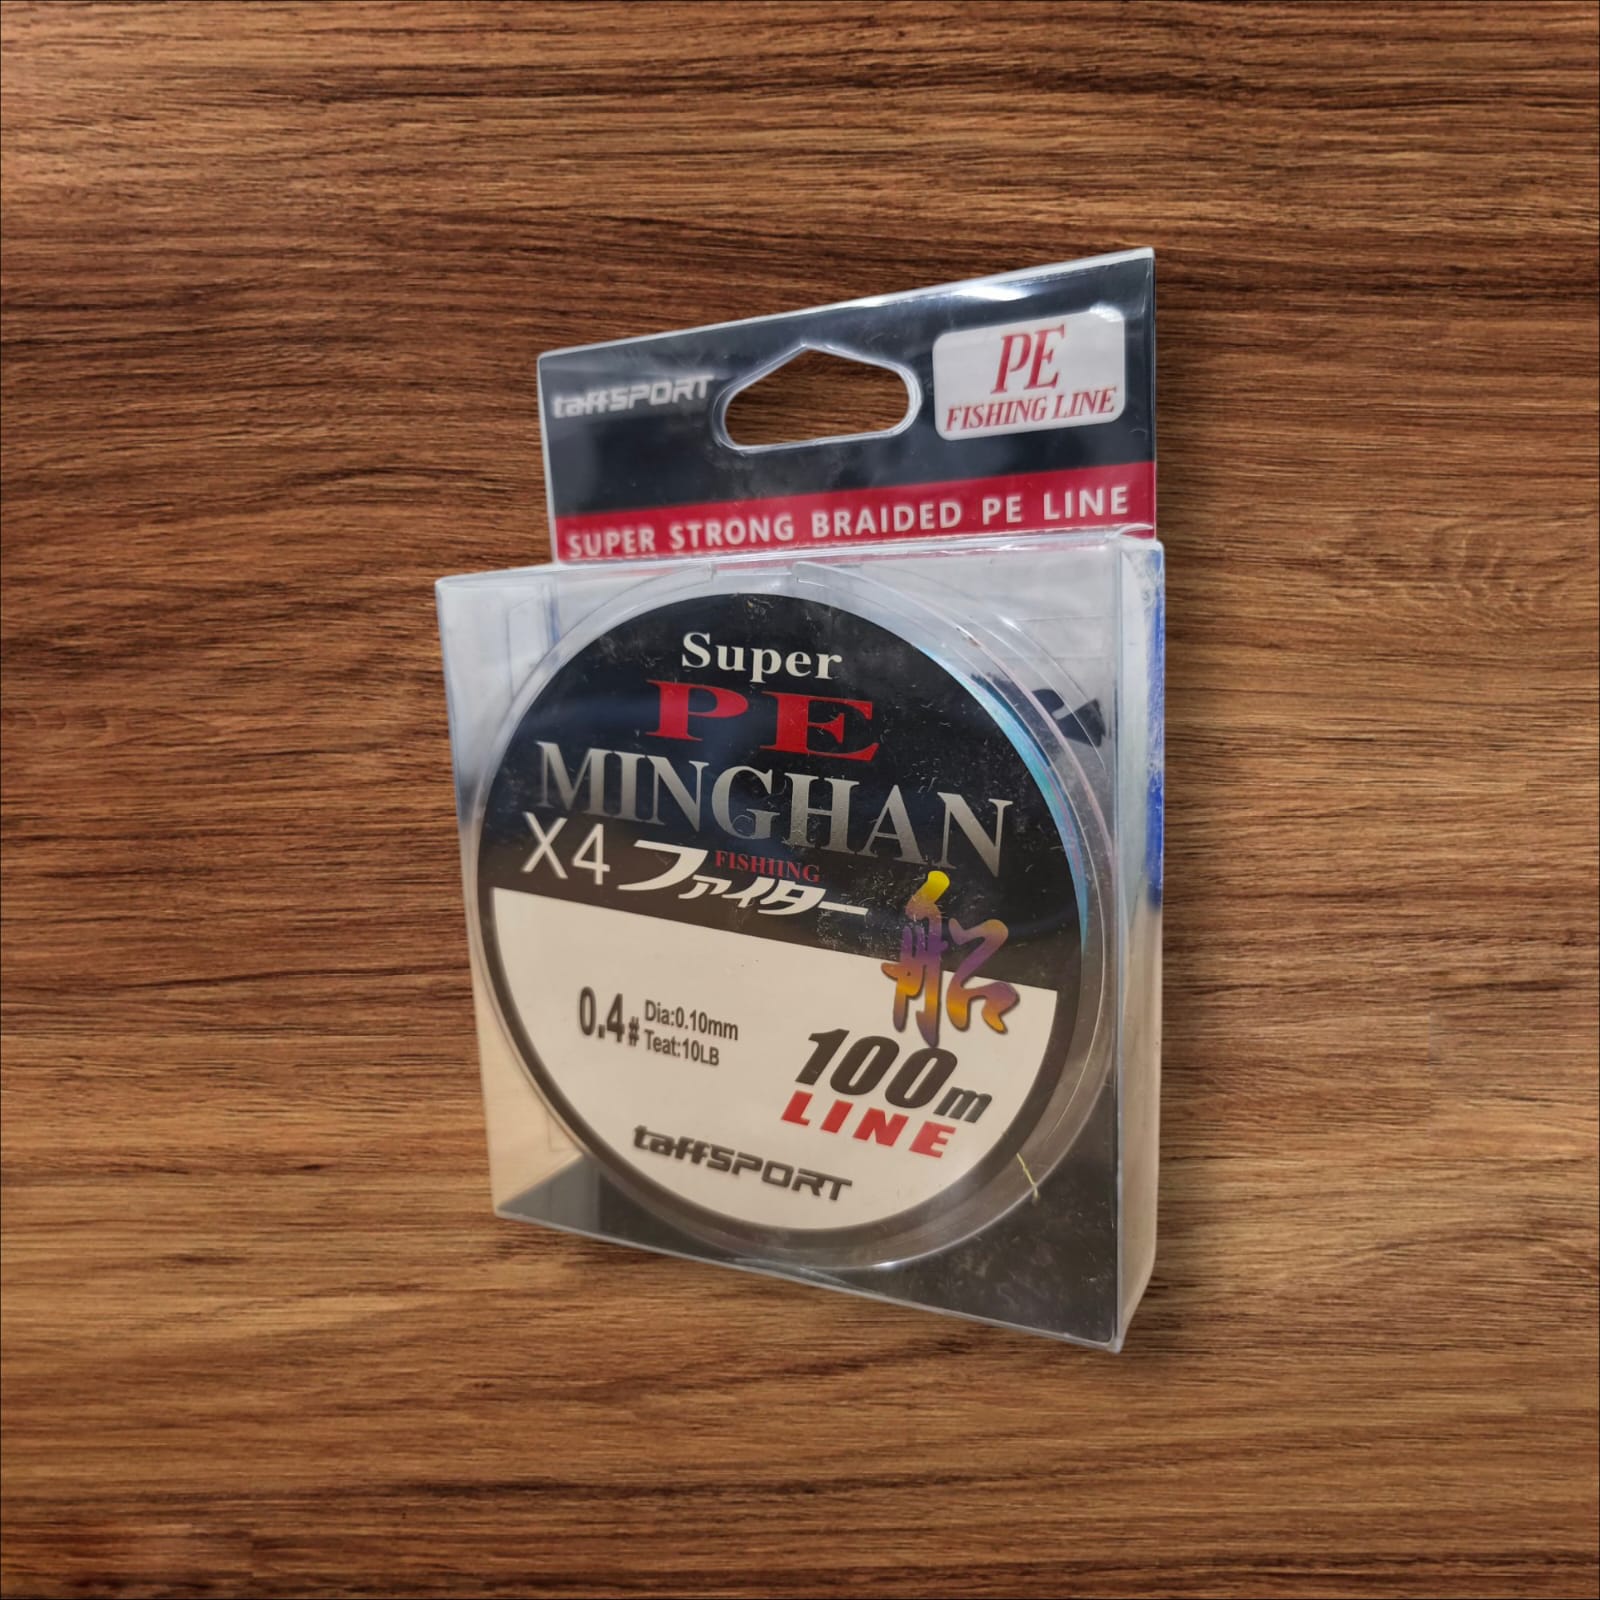 taffSPORT
PE
FISHING LINE
SUPER STRONG BRAIDED PE LINE
Super
PE
MINGHAN
X4 FISHIING
ファイター
船
0.4# Dia:0.10mm
Teat:10LB
100m
LINE
taffSPORT